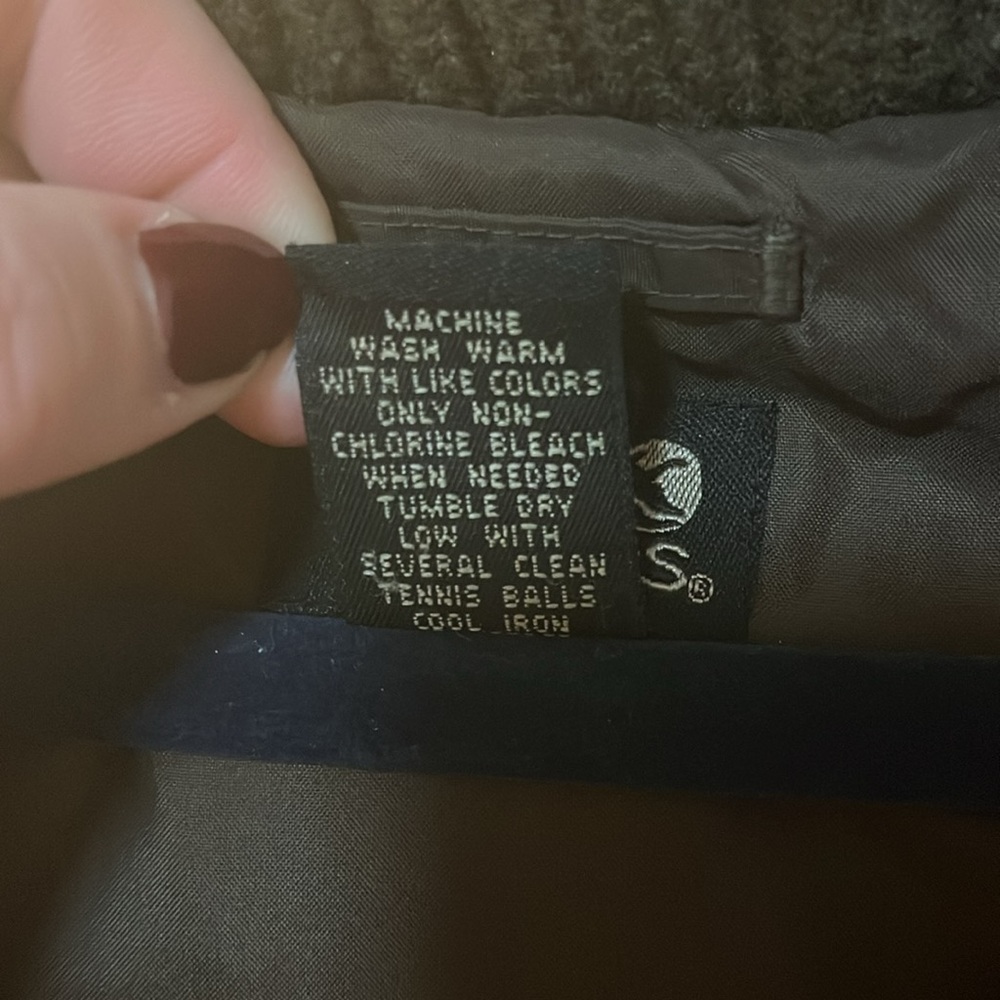 MACHINE
WASH WARM
WITH LIKE COLORS
ONLY NON-
CHLORINE BLEACH
WHEN NEEDED
TUMBLE DRY
LOW WITH
SEVERAL CLEAN
TENNIS BALLS
COOL IRON
S®